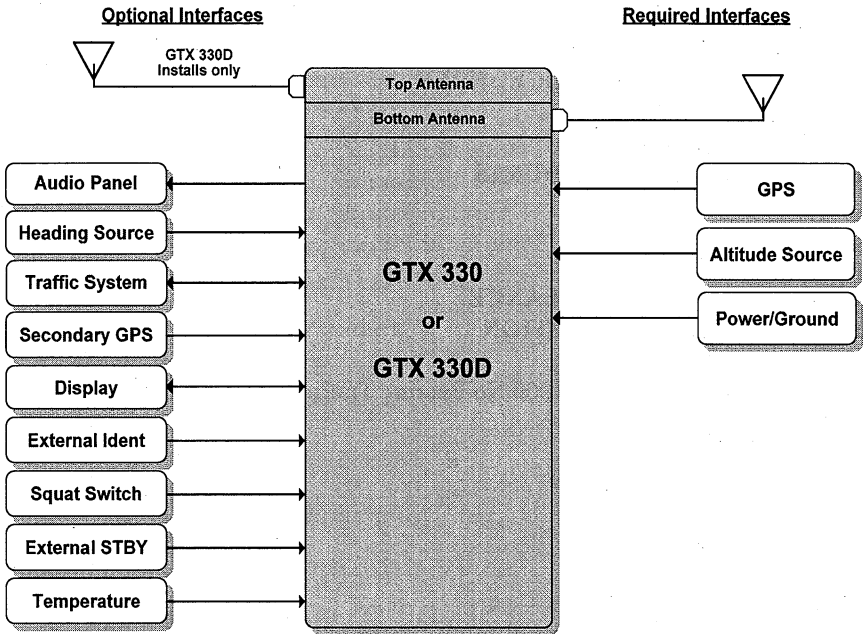 Optional Interfaces
Required Interfaces
GTX 330D
Installs only
Top Antenna
Bottom Antenna
Audio Panel
Heading Source
Traffic System
Secondary GPS
Display
External Ident
Squat Switch
External STBY
Temperature
GTX 330
or
GTX 330D
GPS
Altitude Source
Power/Ground